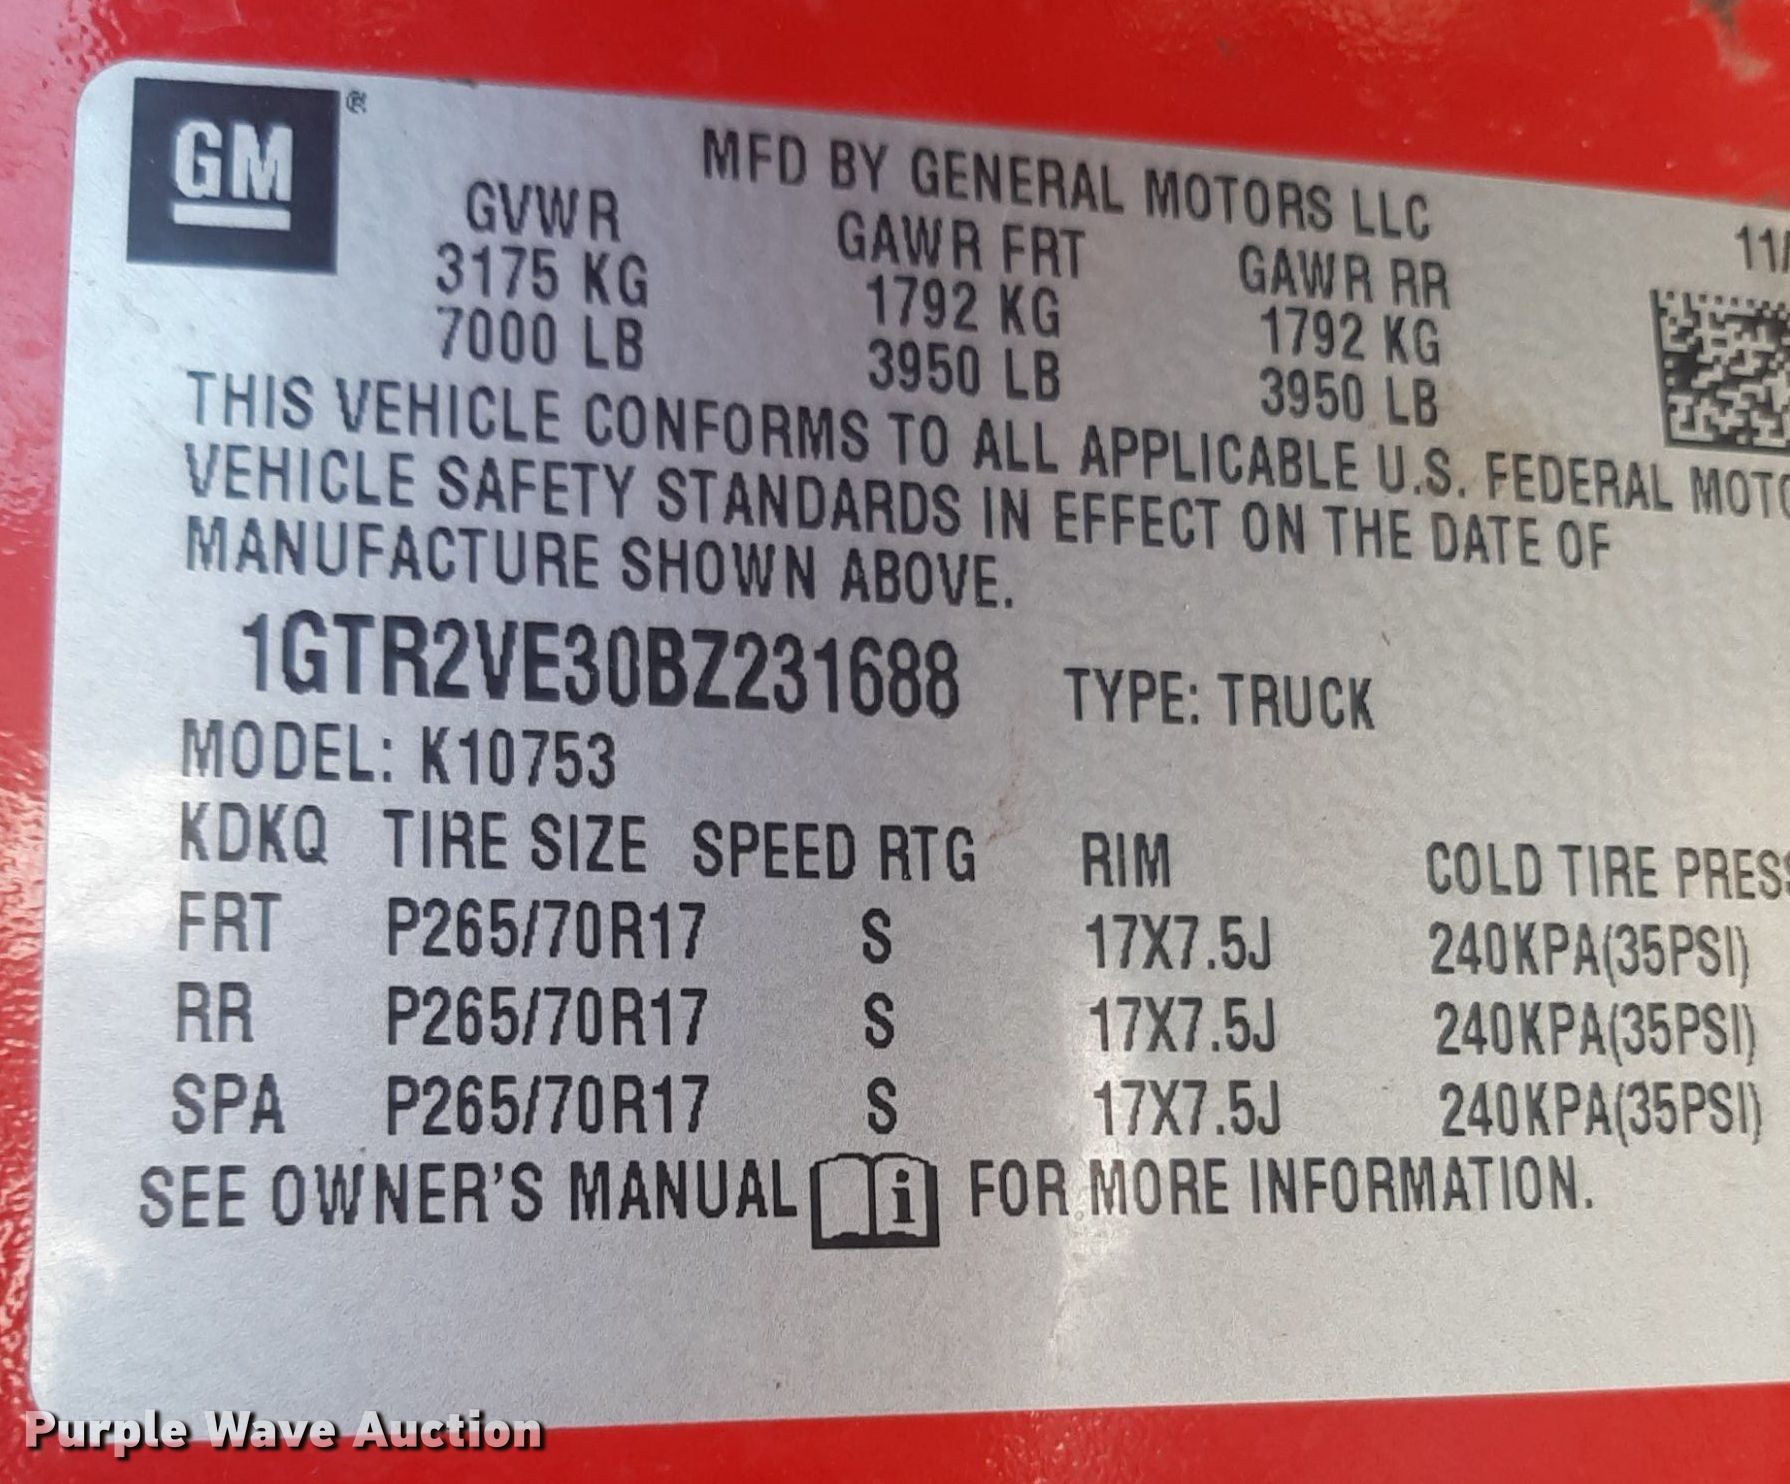 GM ®
MFD BY GENERAL MOTORS LLC
GVWR GAWR FRT GAWR RR 11/
3175 KG 1792 KG 1792 KG
7000 LB 3950 LB 3950 LB
THIS VEHICLE CONFORMS TO ALL APPLICABLE U.S. FEDERAL MOTO
VEHICLE SAFETY STANDARDS IN EFFECT ON THE DATE OF
MANUFACTURE SHOWN ABOVE.
1GTR2VE30BZ231688 TYPE: TRUCK
MODEL: K10753
KDKQ TIRE SIZE SPEED RTG RIM COLD TIRE PRESS
FRT P265/70R17 S 17X7.5J 240KPA(35PSI)
RR P265/70R17 S 17X7.5J 240KPA(35PSI)
SPA P265/70R17 S 17X7.5J 240KPA(35PSI)
SEE OWNER'S MANUAL i FOR MORE INFORMATION.
Purple Wave Auction